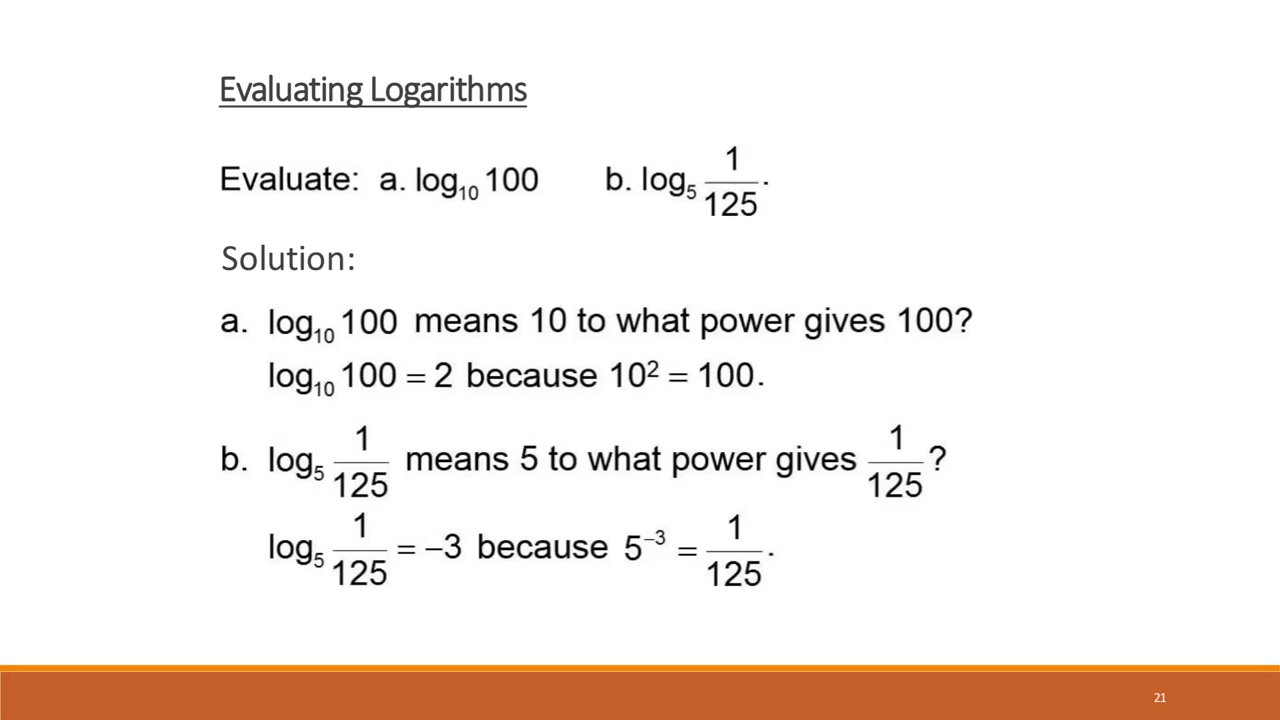 Evaluating Logarithms
Evaluate: a. log₁₀ 100 b. log₅ 1/125.
Solution:
a. log₁₀ 100 means 10 to what power gives 100?
log₁₀ 100 = 2 because 10² = 100.
b. log₅ 1/125 means 5 to what power gives 1/125?
log₅ 1/125 = −3 because 5⁻³ = 1/125.
21